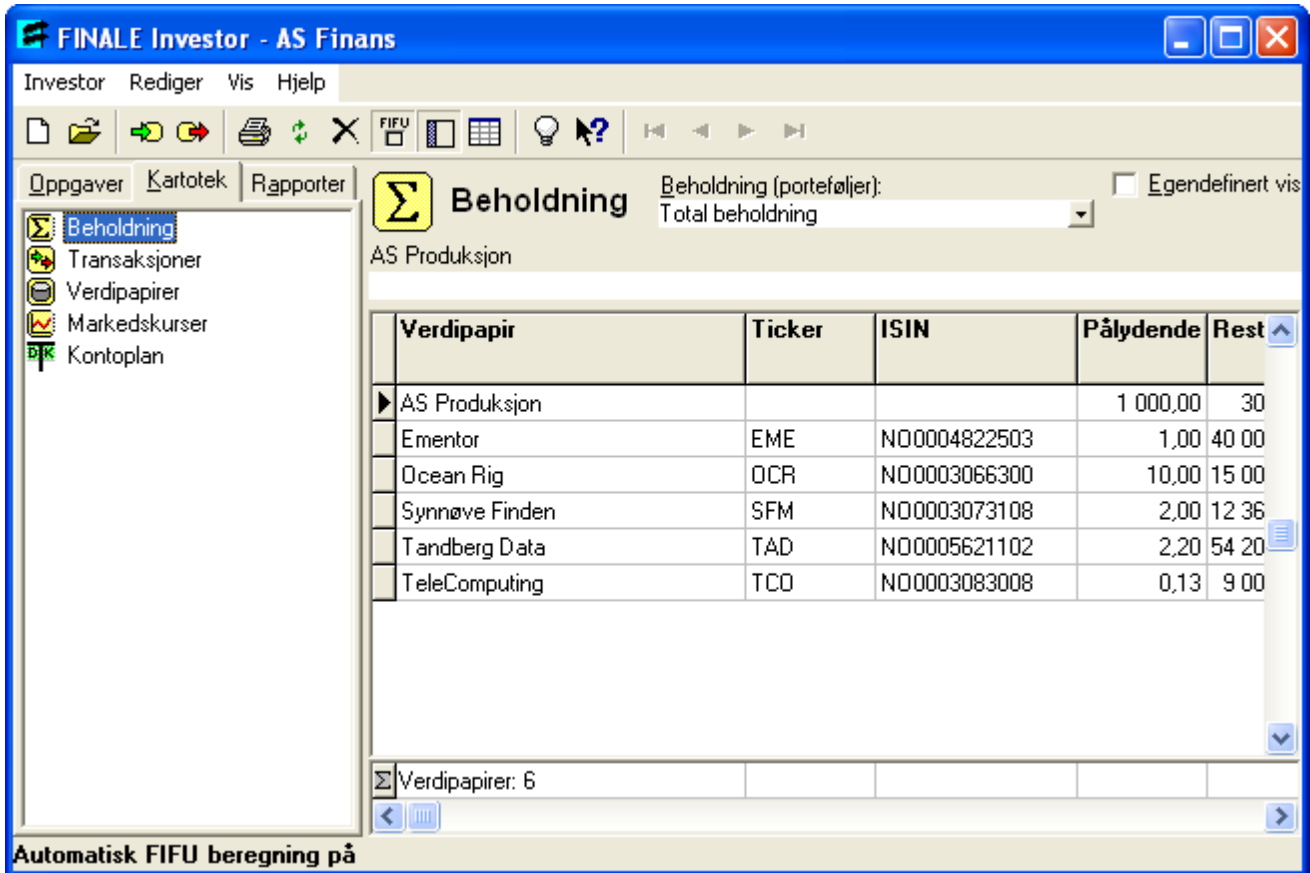 FINALE Investor - AS Finans
Investor Rediger Vis Hjelp
FIFU
Oppgaver Kartotek Rapporter
Beholdning
Transaksjoner
Verdipapirer
Markedskurser
DTK Kontoplan
Σ Beholdning
Beholdning (porteføljer):
Total beholdning
Egendefinert vis
AS Produksjon
Verdipapir Ticker ISIN Pålydende Rest
AS Produksjon 1 000,00 30
Ementor EME NO0004822503 1,00 40 00
Ocean Rig OCR NO0003066300 10,00 15 00
Synnøve Finden SFM NO0003073108 2,00 12 36
Tandberg Data TAD NO0005621102 2,20 54 20
TeleComputing TCO NO0003083008 0,13 9 00
Σ Verdipapirer: 6
Automatisk FIFU beregning på